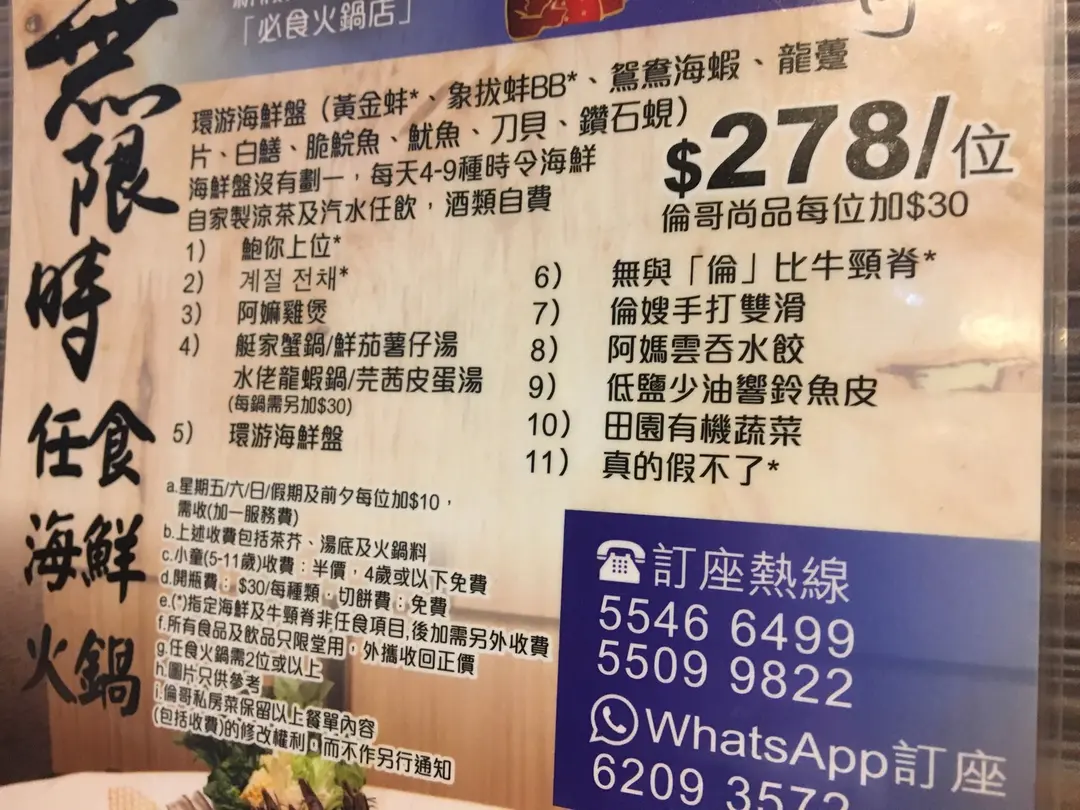 「必食火鍋店」
無限時
任食
海鮮
火鍋
環游海鮮盤（黃金蚌*、象拔蚌BB*、鴛鴦海蝦、龍躉
片、白鱔、脆鯇魚、魷魚、刀貝、鑽石蜆）
海鮮盤沒有劃一，每天4-9種時令海鮮
自家製涼茶及汽水任飲，酒類自費
$278/位
倫哥尚品每位加$30
1) 鮑你上位*
2) 계절 전채*
3) 阿嫲雞煲
4) 艇家蟹鍋/鮮茄薯仔湯
水佬龍蝦鍋/芫茜皮蛋湯
(每鍋需另加$30)
5) 環游海鮮盤
6) 無與「倫」比牛頸脊*
7) 倫嫂手打雙滑
8) 阿媽雲吞水餃
9) 低鹽少油響鈴魚皮
10) 田園有機蔬菜
11) 真的假不了*
a.星期五/六/日/假期及前夕每位加$10，
需收(加一服務費)
b.上述收費包括茶芥、湯底及火鍋料
c.小童(5-11歲)收費：半價，4歲或以下免費
d.開瓶費：$30/每種類．切餅費：免費
e.(*)指定海鮮及牛頸脊非任食項目,後加需另外收費
f.所有食品及飲品只限堂用，外攜收回正價
g.任食火鍋需2位或以上
h.圖片只供參考
i.倫哥私房菜保留以上餐單內容
(包括收費)的修改權利，而不作另行通知
訂座熱線
5546 6499
5509 9822
WhatsApp訂座
6209 3572